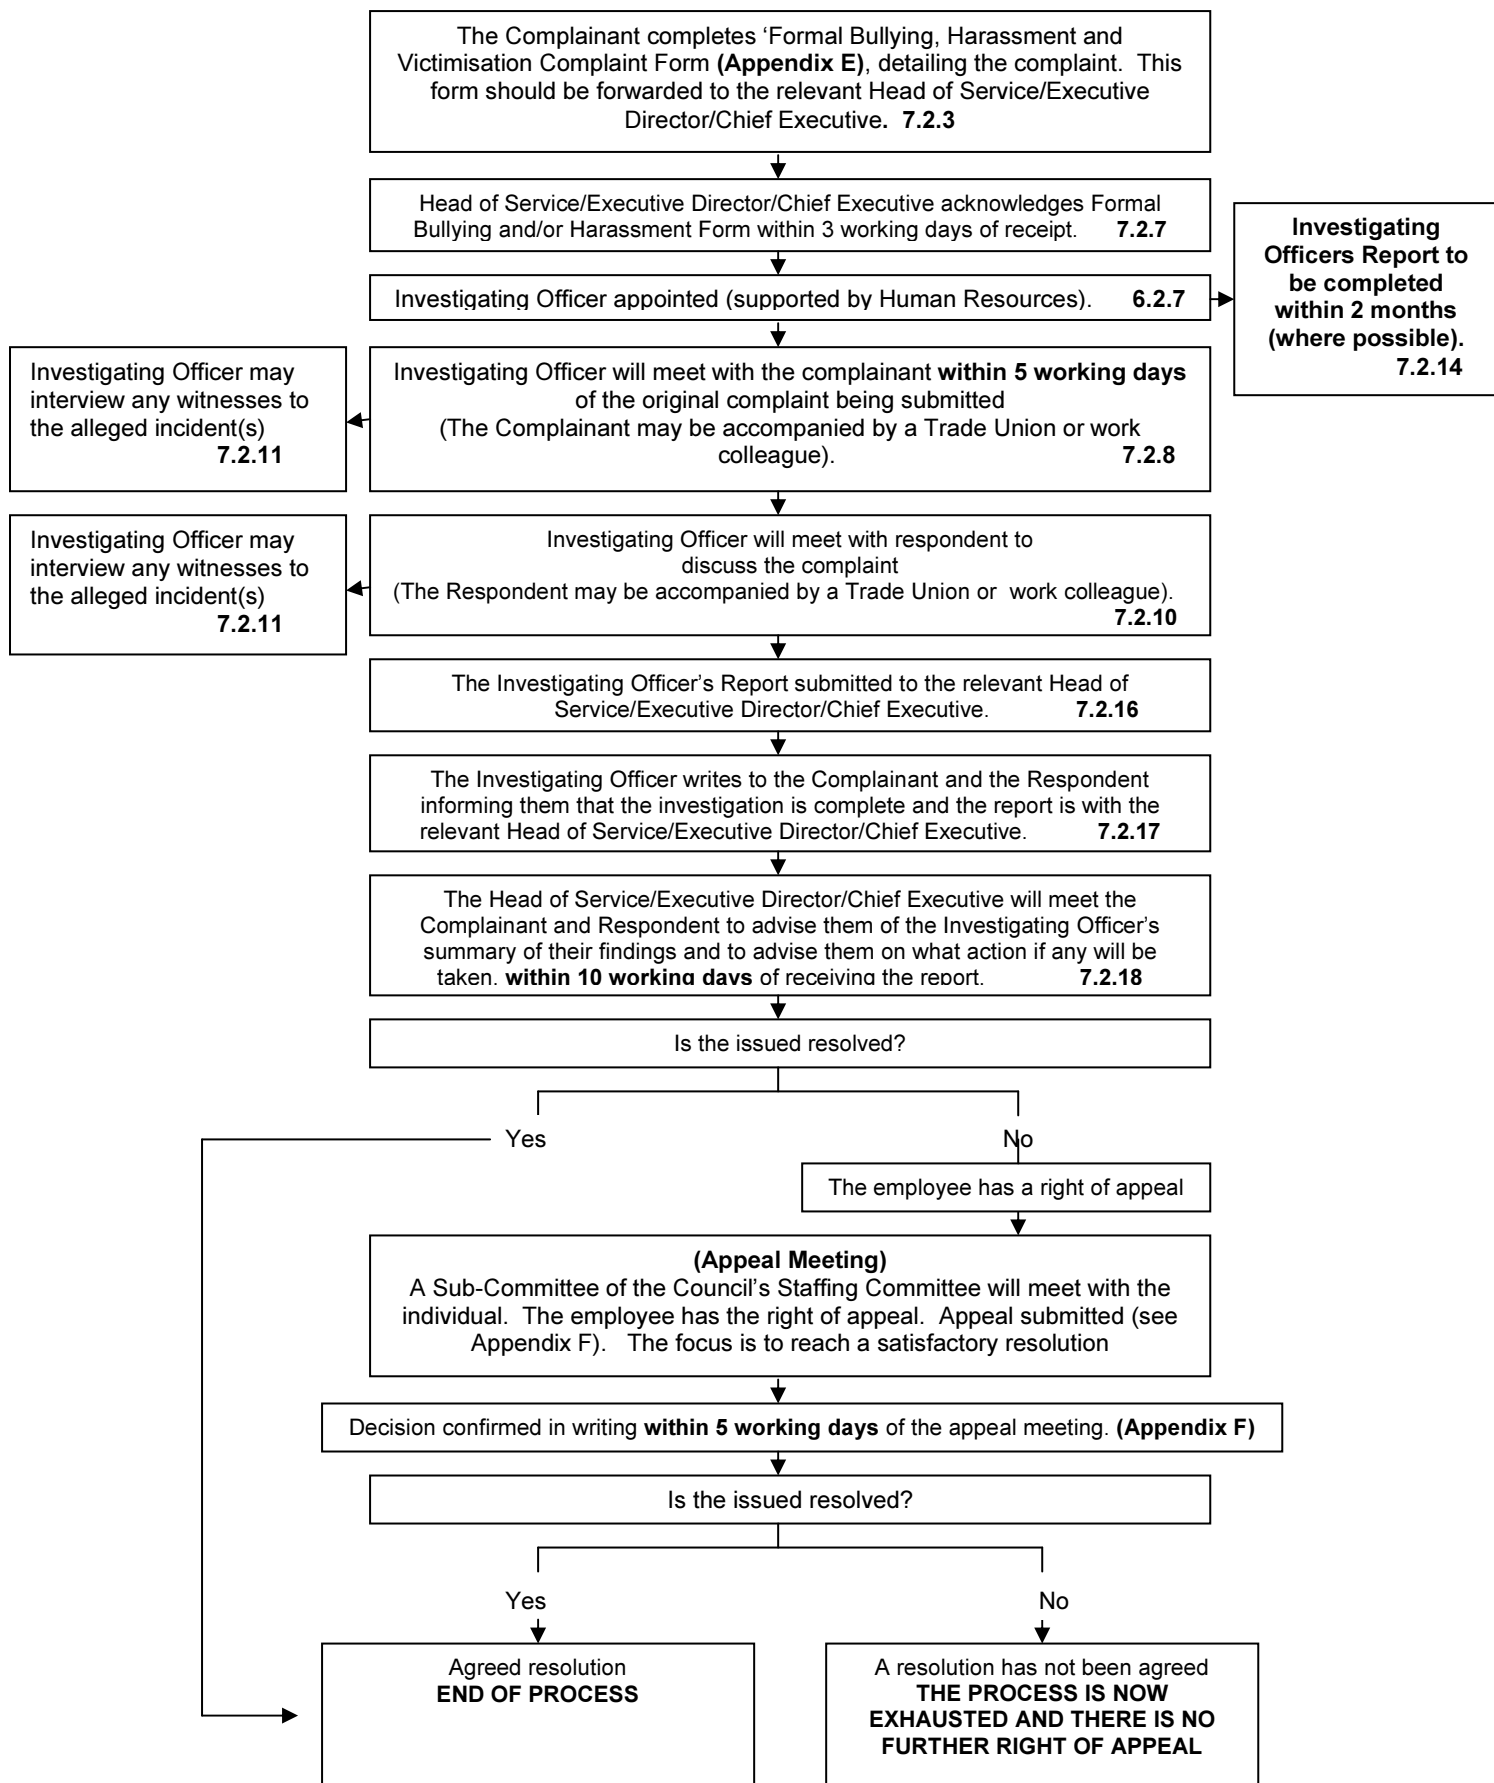 The Complainant completes ‘Formal Bullying, Harassment and
Victimisation Complaint Form (Appendix E), detailing the complaint. This
form should be forwarded to the relevant Head of Service/Executive
Director/Chief Executive. 7.2.3
Head of Service/Executive Director/Chief Executive acknowledges Formal
Bullying and/or Harassment Form within 3 working days of receipt. 7.2.7
Investigating Officer appointed (supported by Human Resources). 6.2.7
Investigating
Officers Report to
be completed
within 2 months
(where possible).
7.2.14
Investigating Officer will meet with the complainant within 5 working days
of the original complaint being submitted
(The Complainant may be accompanied by a Trade Union or work
colleague). 7.2.8
Investigating Officer may
interview any witnesses to
the alleged incident(s)
7.2.11
Investigating Officer will meet with respondent to
discuss the complaint
(The Respondent may be accompanied by a Trade Union or work colleague).
7.2.10
Investigating Officer may
interview any witnesses to
the alleged incident(s)
7.2.11
The Investigating Officer’s Report submitted to the relevant Head of
Service/Executive Director/Chief Executive. 7.2.16
The Investigating Officer writes to the Complainant and the Respondent
informing them that the investigation is complete and the report is with the
relevant Head of Service/Executive Director/Chief Executive. 7.2.17
The Head of Service/Executive Director/Chief Executive will meet the
Complainant and Respondent to advise them of the Investigating Officer’s
summary of their findings and to advise them on what action if any will be
taken, within 10 working days of receiving the report. 7.2.18
Is the issued resolved?
Yes
No
The employee has a right of appeal
(Appeal Meeting)
A Sub-Committee of the Council’s Staffing Committee will meet with the
individual. The employee has the right of appeal. Appeal submitted (see
Appendix F). The focus is to reach a satisfactory resolution
Decision confirmed in writing within 5 working days of the appeal meeting. (Appendix F)
Is the issued resolved?
Yes
No
Agreed resolution
END OF PROCESS
A resolution has not been agreed
THE PROCESS IS NOW
EXHAUSTED AND THERE IS NO
FURTHER RIGHT OF APPEAL